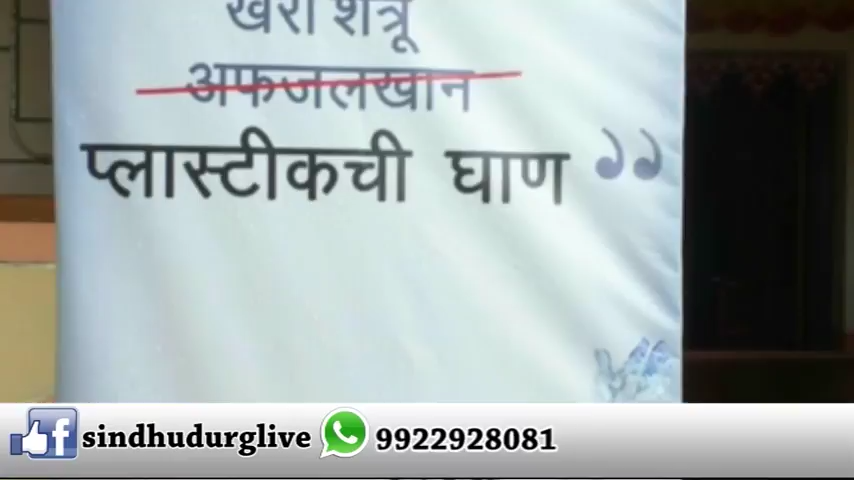 खरा शत्रू
अफजलखान
प्लास्टीकची घाण ”
sindhudurglive 9922928081